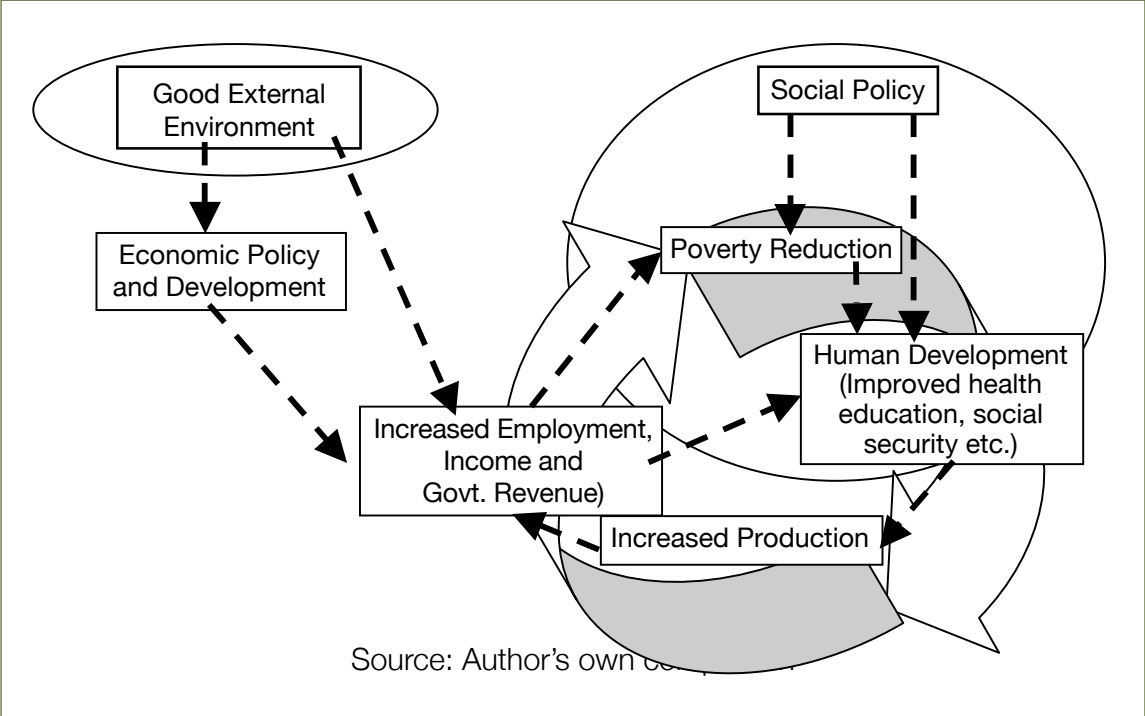 Good External
Environment
Social Policy
Economic Policy
and Development
Poverty Reduction
Human Development
(Improved health
education, social
security etc.)
Increased Employment,
Income and
Govt. Revenue)
Increased Production
Source: Author's own